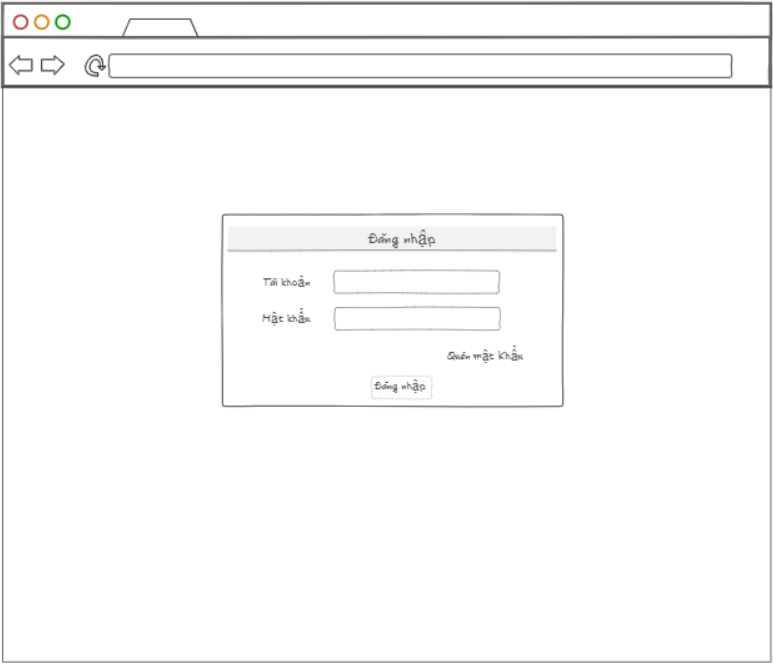 Đăng nhập
Tài khoản
Mật khẩu
Quên mật khẩu
Đăng nhập